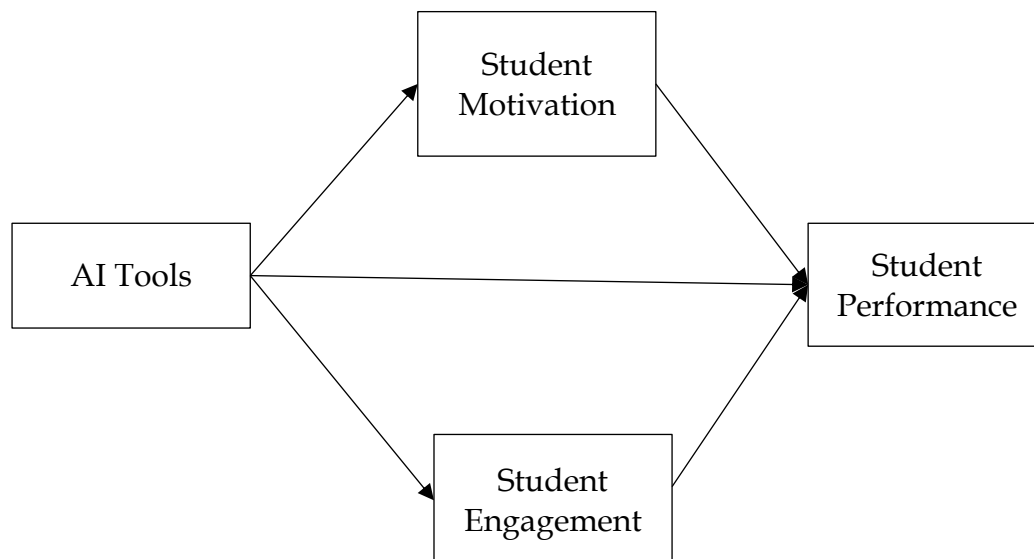 Student
Motivation
AI Tools
Student
Performance
Student
Engagement